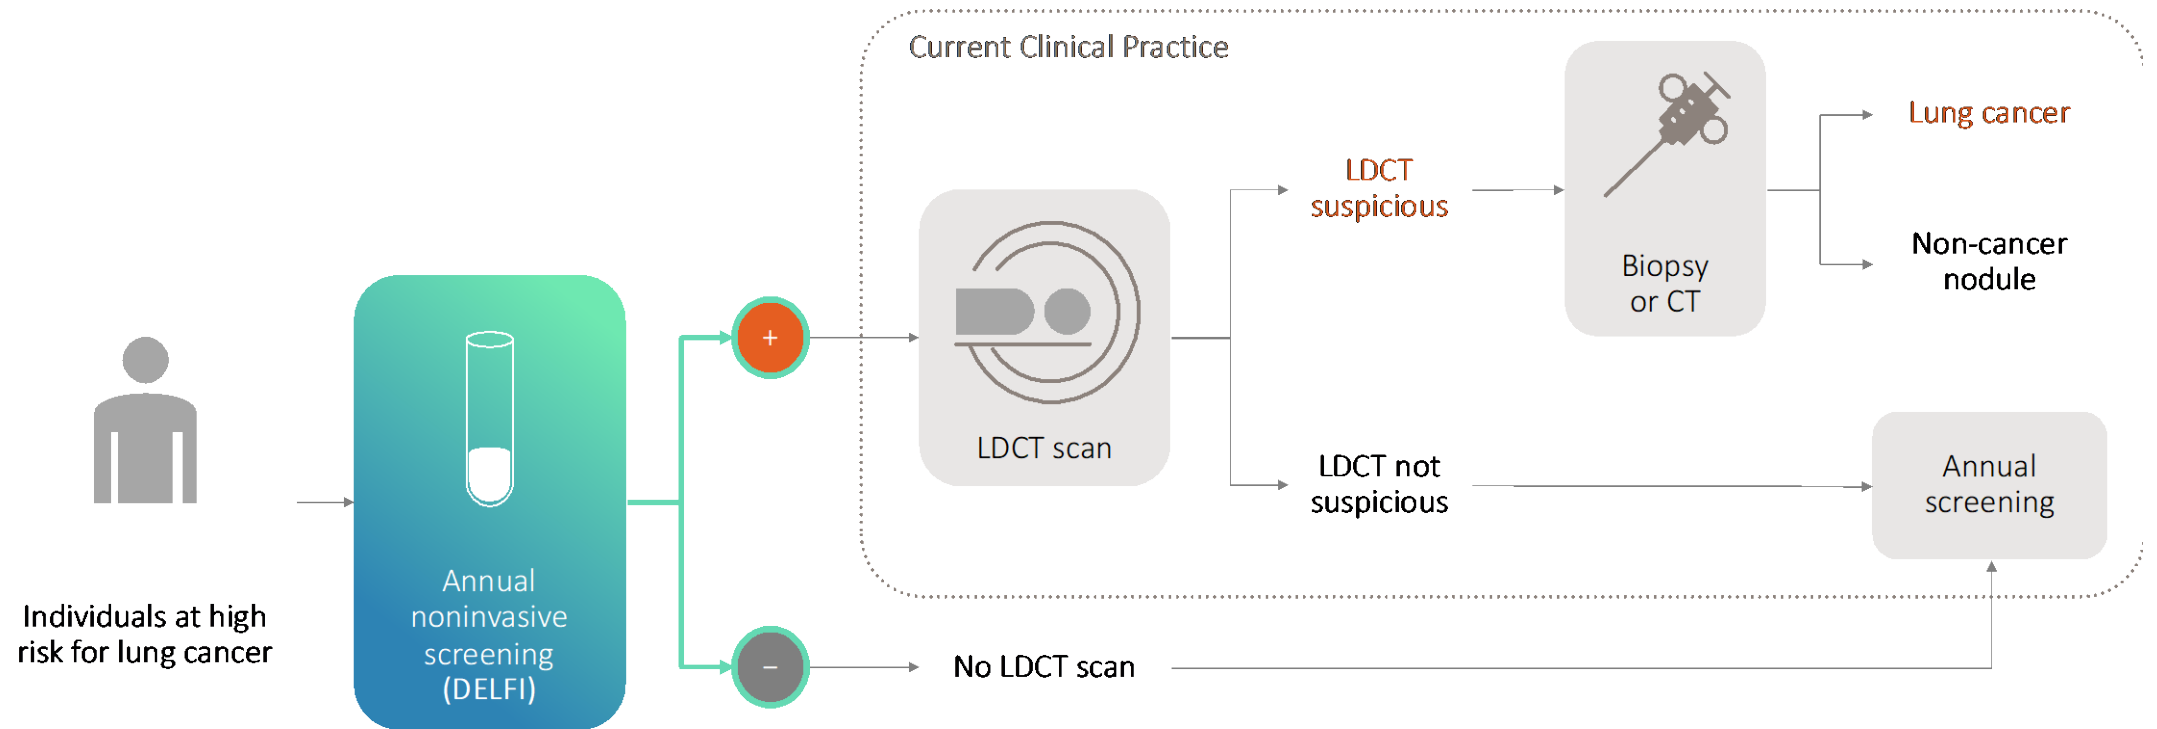 Current Clinical Practice
Individuals at high
risk for lung cancer
Annual
noninvasive
screening
(DELFI)
+
−
LDCT scan
No LDCT scan
LDCT
suspicious
LDCT not
suspicious
Biopsy
or CT
Lung cancer
Non-cancer
nodule
Annual
screening